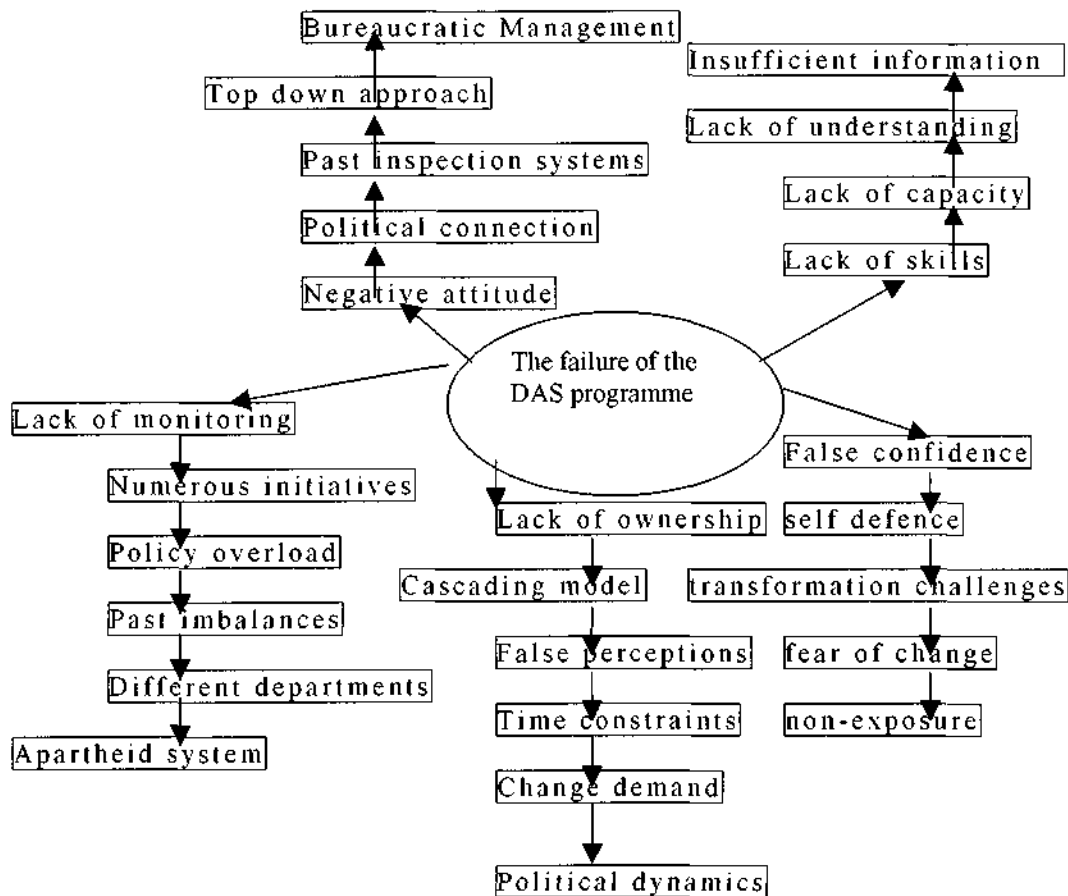 Bureaucratic Management
Top down approach
Past inspection systems
Political connection
Negative attitude
Insufficient information
Lack of understanding
Lack of capacity
Lack of skills
The failure of the
DAS programme
Lack of monitoring
Numerous initiatives
Policy overload
Past imbalances
Different departments
Apartheid system
Lack of ownership
Cascading model
False perceptions
Time constraints
Change demand
Political dynamics
False confidence
self defence
transformation challenges
fear of change
non-exposure